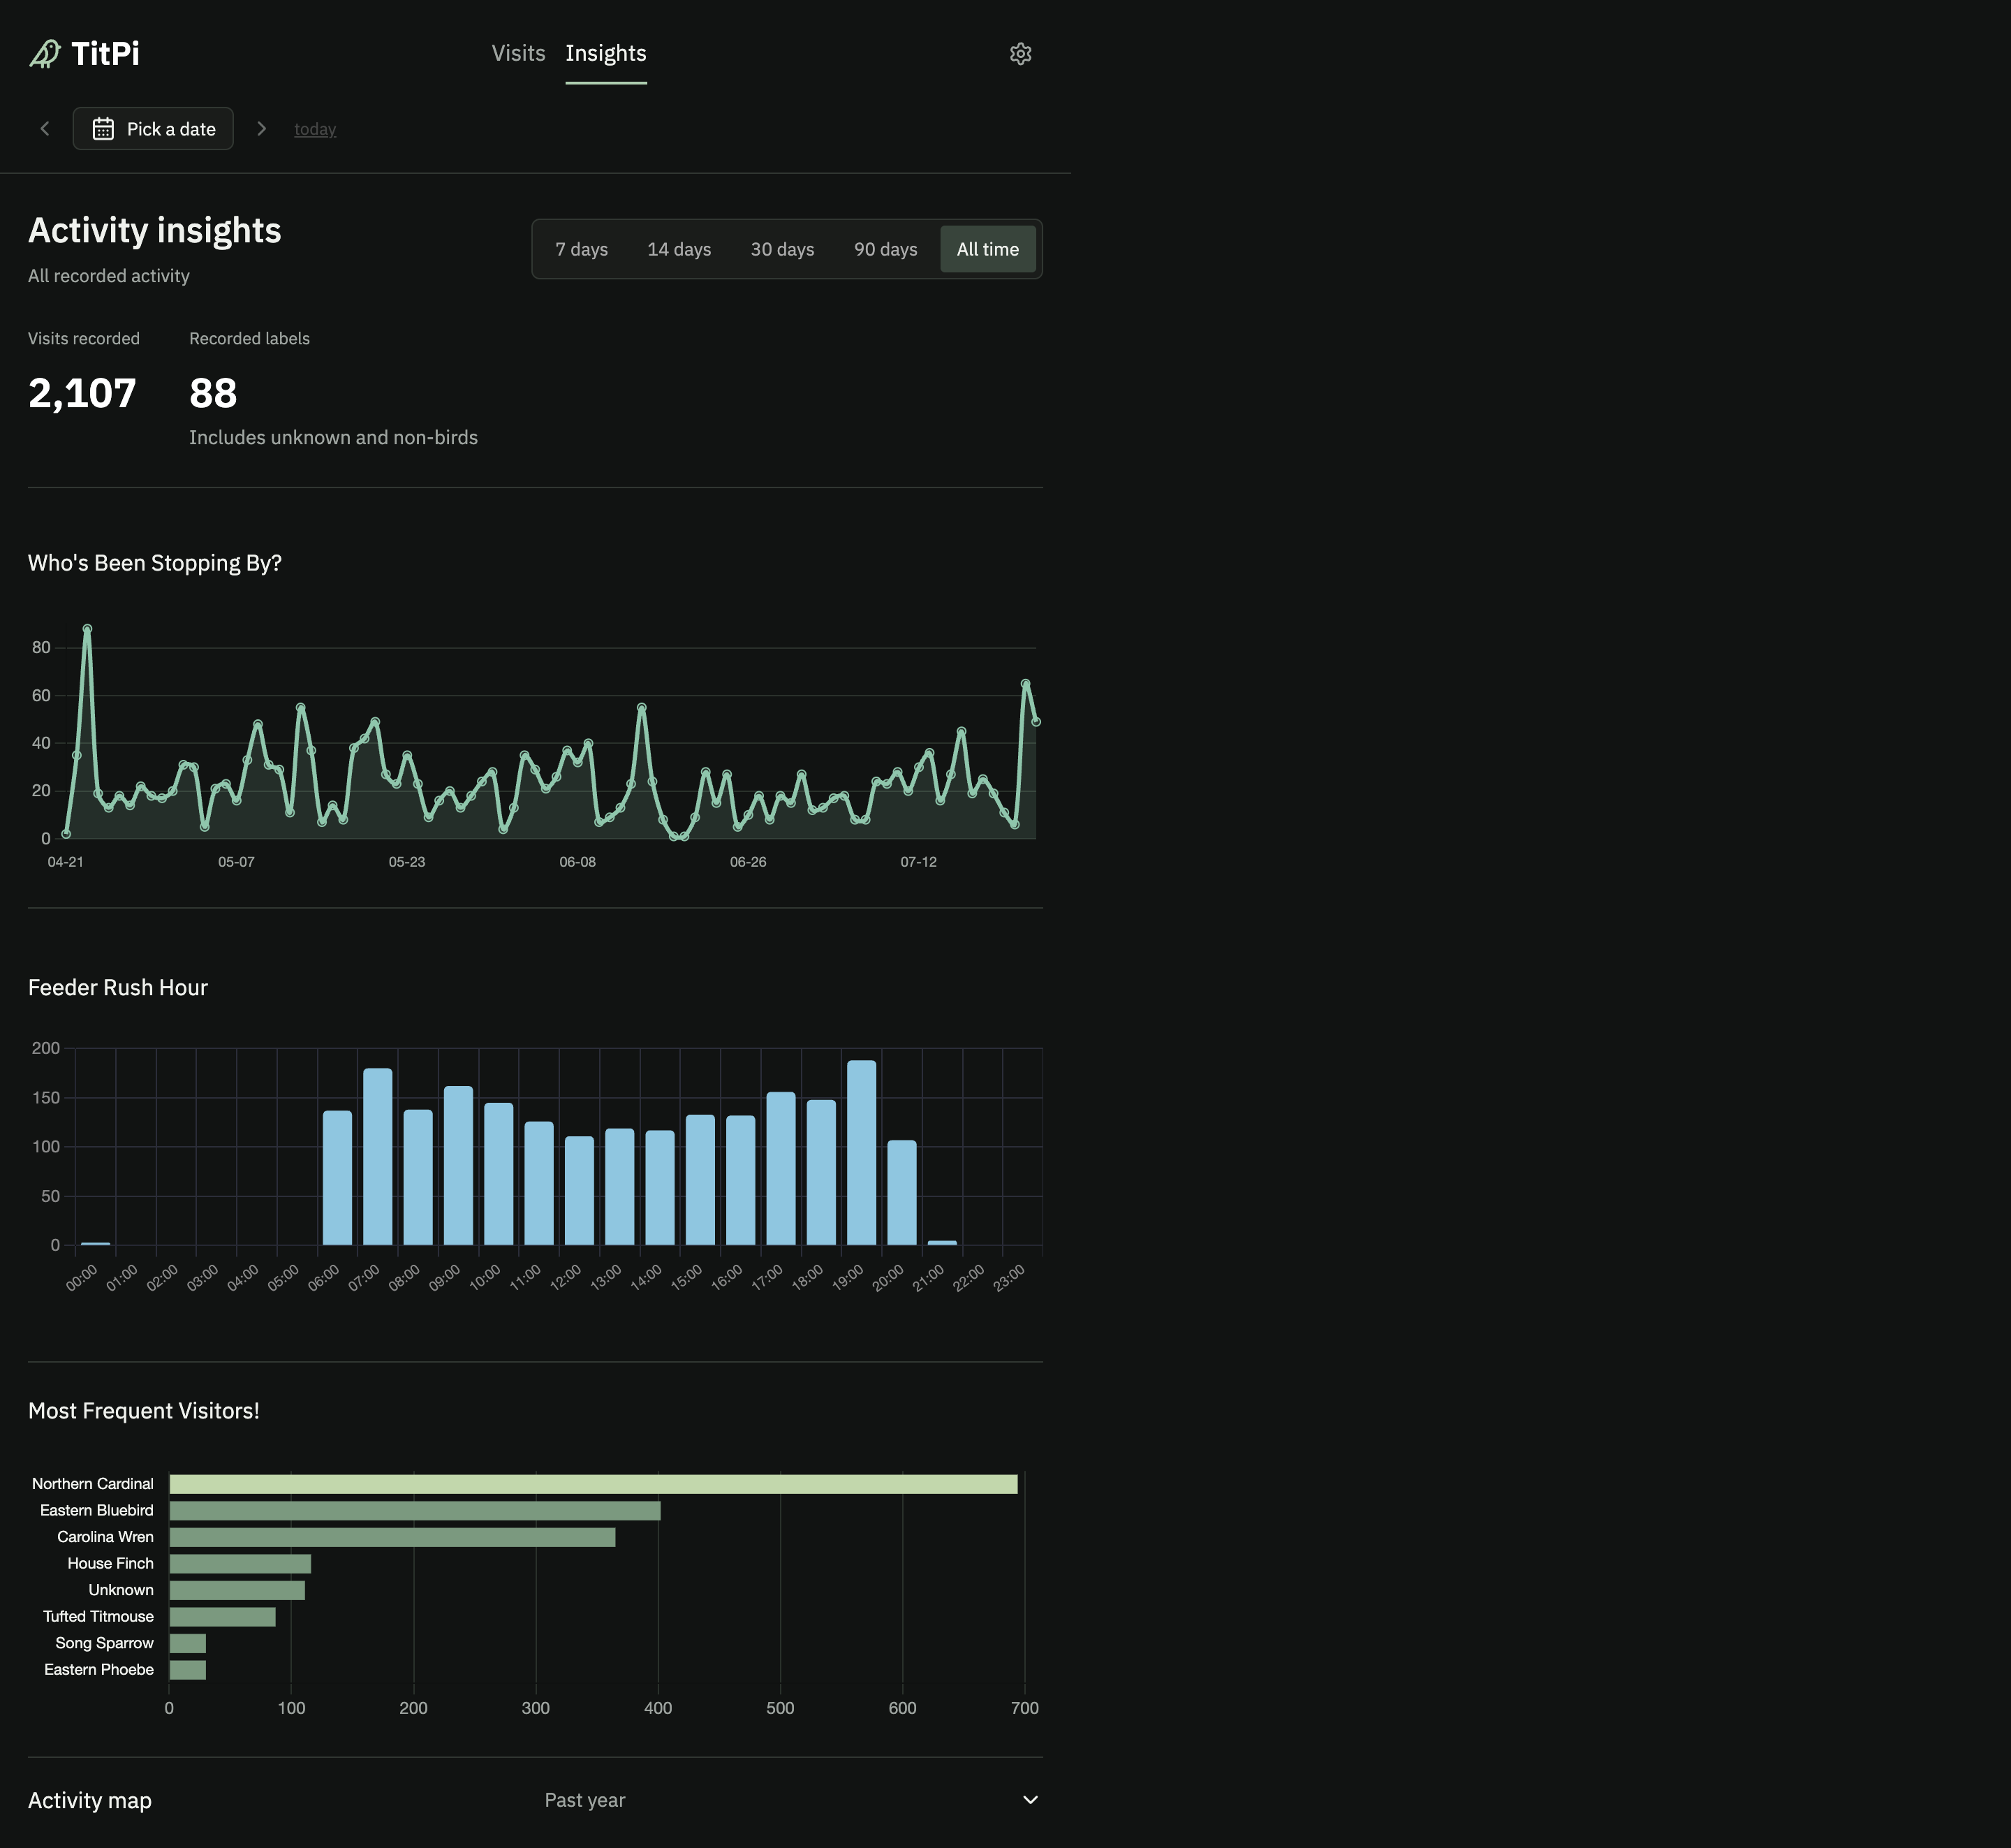 TitPi
Visits Insights
Pick a date
today
Activity insights
All recorded activity
7 days 14 days 30 days 90 days All time
Visits recorded Recorded labels
2,107 88
Includes unknown and non-birds
Who's Been Stopping By?
80
60
40
20
0
04-21 05-07 05-23 06-08 06-26 07-12
Feeder Rush Hour
200
150
100
50
0
00:00 01:00 02:00 03:00 04:00 05:00 06:00 07:00 08:00 09:00 10:00 11:00 12:00 13:00 14:00 15:00 16:00 17:00 18:00 19:00 20:00 21:00 22:00 23:00
Most Frequent Visitors!
Northern Cardinal
Eastern Bluebird
Carolina Wren
House Finch
Unknown
Tufted Titmouse
Song Sparrow
Eastern Phoebe
0 100 200 300 400 500 600 700
Activity map Past year